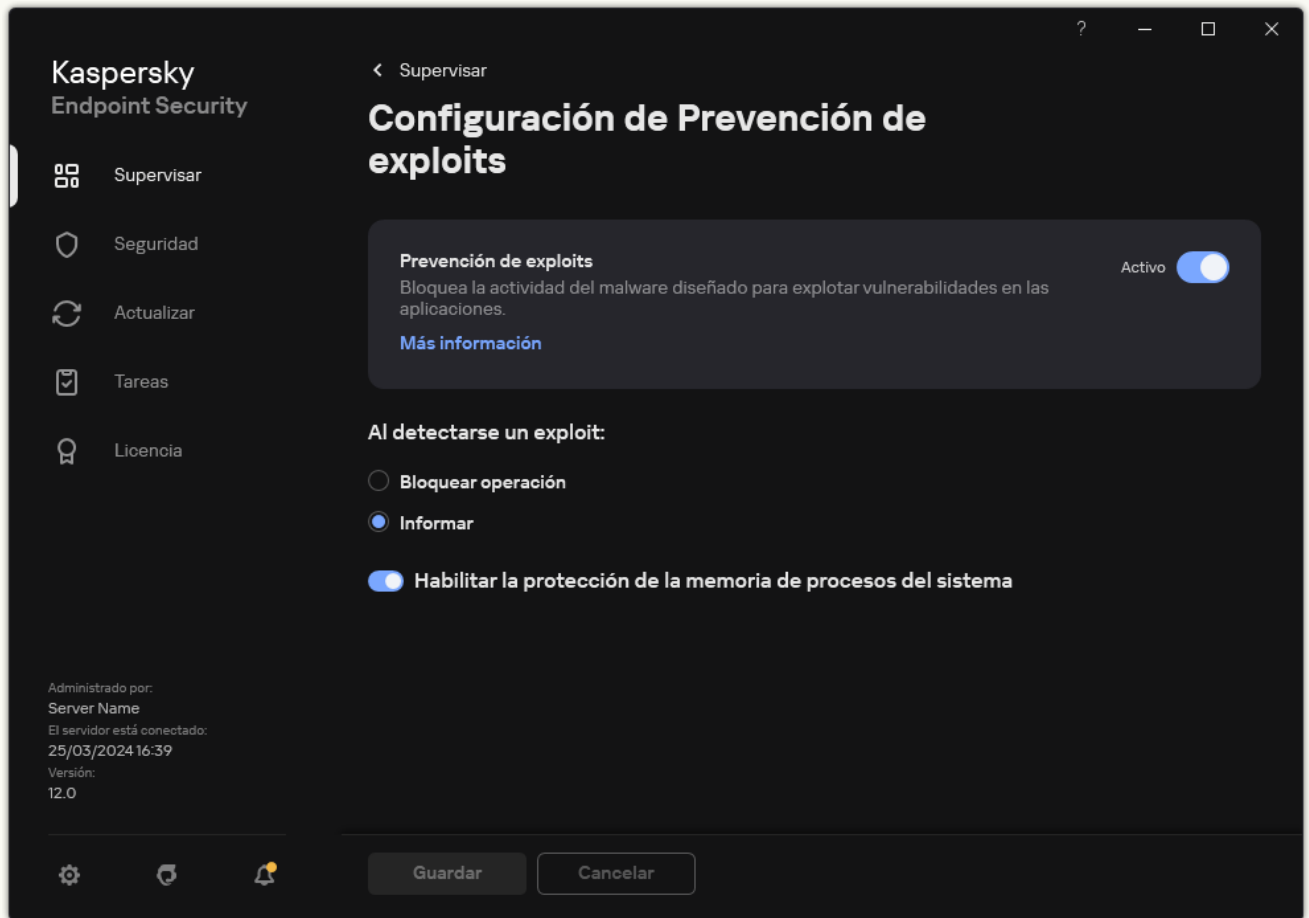 ?
Kaspersky
Endpoint Security
Supervisar
Seguridad
Actualizar
Tareas
Licencia
Administrado por:
Server Name
El servidor está conectado:
25/03/2024 16:39
Versión:
12.0
Supervisar
Configuración de Prevención de
exploits
Prevención de exploits
Bloquea la actividad del malware diseñado para explotar vulnerabilidades en las
aplicaciones.
Más información
Activo
Al detectarse un exploit:
Bloquear operación
Informar
Habilitar la protección de la memoria de procesos del sistema
Guardar
Cancelar